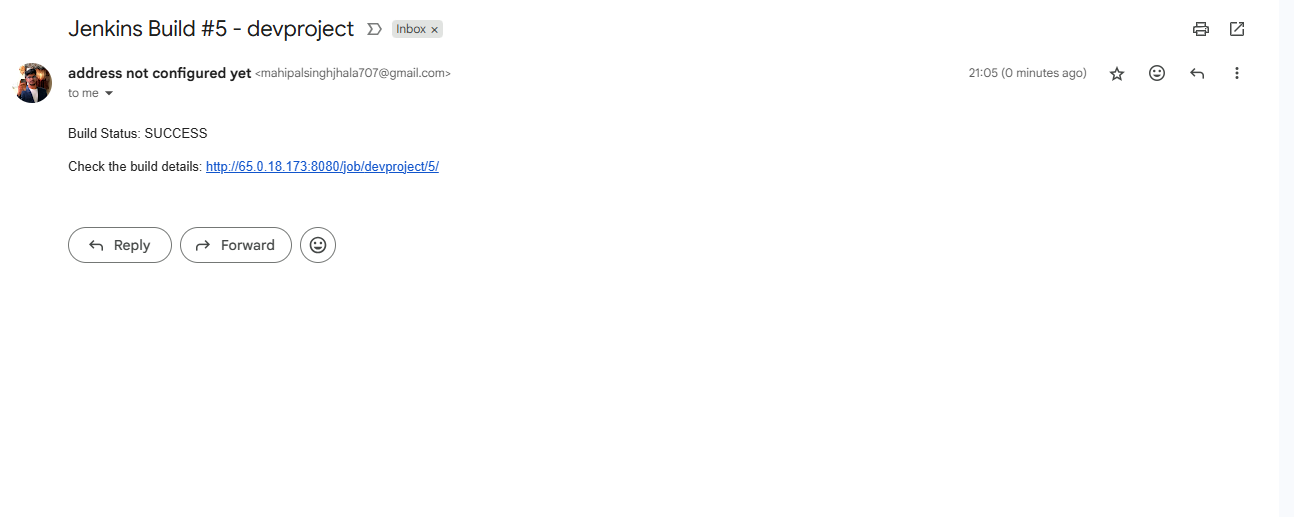 Jenkins Build #5 - devproject Inbox ×
address not configured yet <mahipalsinghjhala707@gmail.com> 21:05 (0 minutes ago)
to me
Build Status: SUCCESS
Check the build details: http://65.0.18.173:8080/job/devproject/5/
Reply Forward